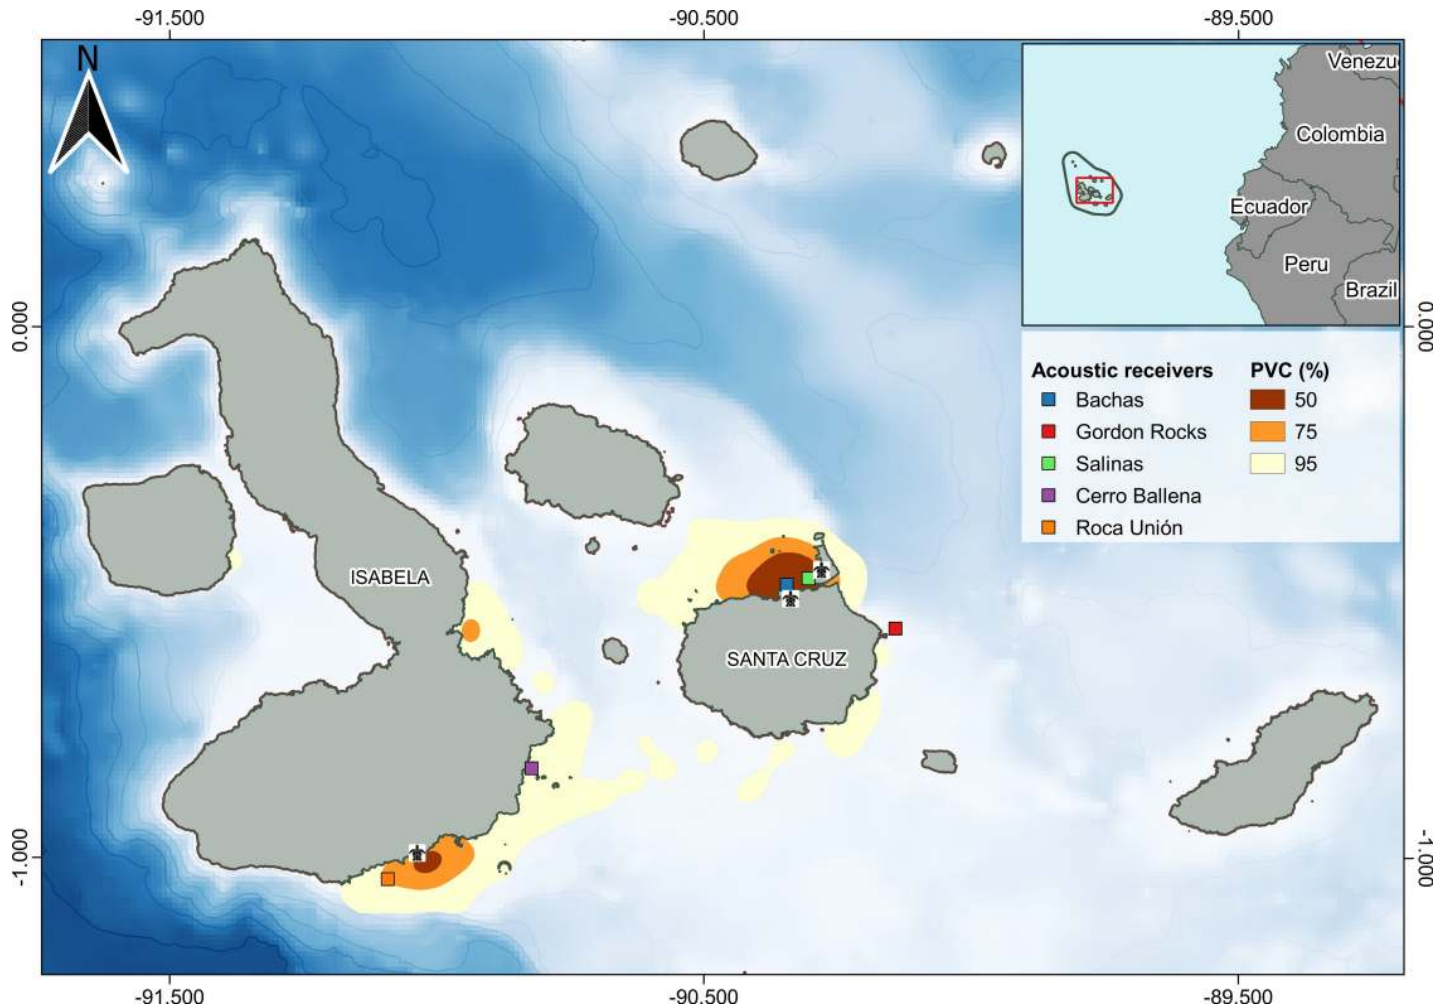 -91.500
-90.500
-89.500
N
Venezu
Colombia
Ecuador
Peru
Brazil
0.000
0.000
Acoustic receivers
PVC (%)
Bachas
50
Gordon Rocks
75
Salinas
95
Cerro Ballena
Roca Unión
ISABELA
SANTA CRUZ
-1.000
-1.000
-91.500
-90.500
-89.500